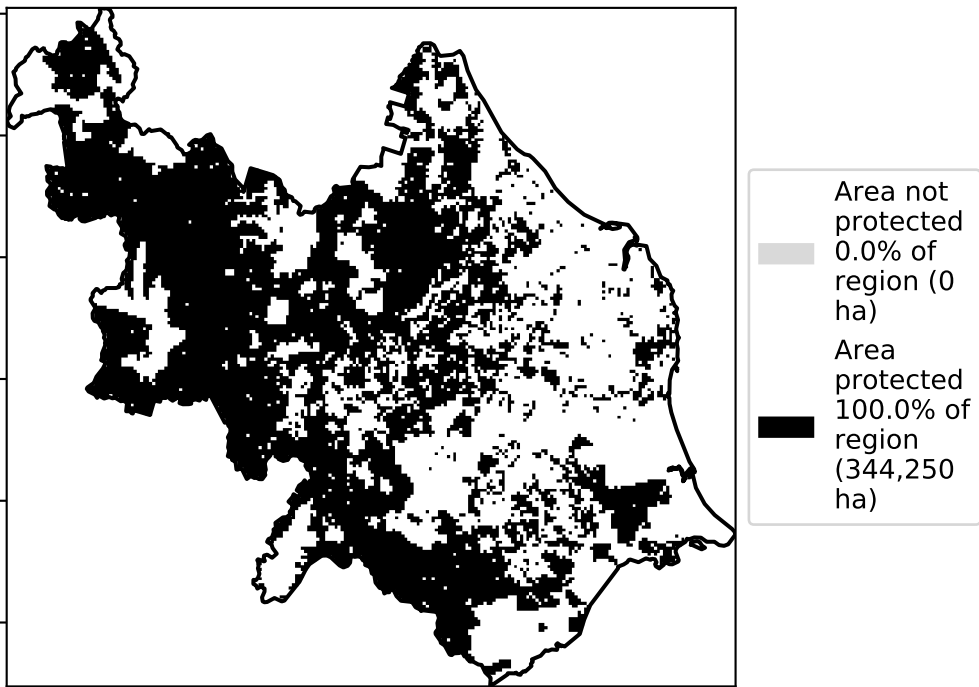 Area not
protected
0.0% of
region (0
ha)
Area
protected
100.0% of
region
(344,250
ha)